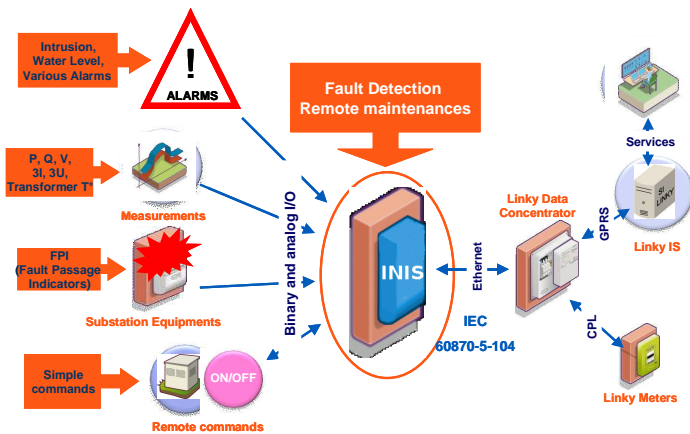 Intrusion,
Water Level,
Various Alarms
!
ALARMS
Fault Detection
Remote maintenances
P, Q, V,
3I, 3U,
Transformer T°
Measurements
FPI
(Fault Passage
Indicators)
Substation Equipments
Simple
commands
ON/OFF
Remote commands
Binary and analog I/O
INIS
Ethernet
IEC
60870-5-104
Linky Data
Concentrator
GPRS
CPL
Services
SI
LINKY
Linky IS
Linky Meters